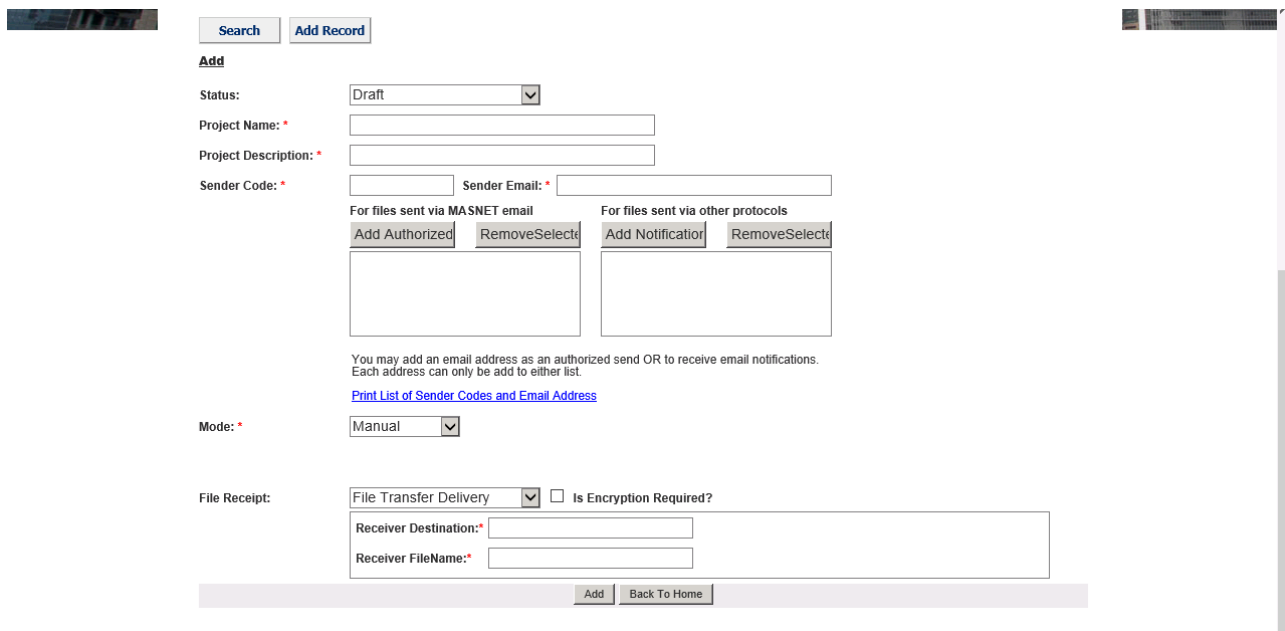 Search Add Record
Add
Status: Draft
Project Name: *
Project Description: *
Sender Code: * Sender Email: *
For files sent via MASNET email For files sent via other protocols
Add Authorized RemoveSelecte Add Notification RemoveSelecte
You may add an email address as an authorized send OR to receive email notifications.
Each address can only be add to either list.
Print List of Sender Codes and Email Address
Mode: * Manual
File Receipt: File Transfer Delivery Is Encryption Required?
Receiver Destination:*
Receiver FileName:*
Add Back To Home